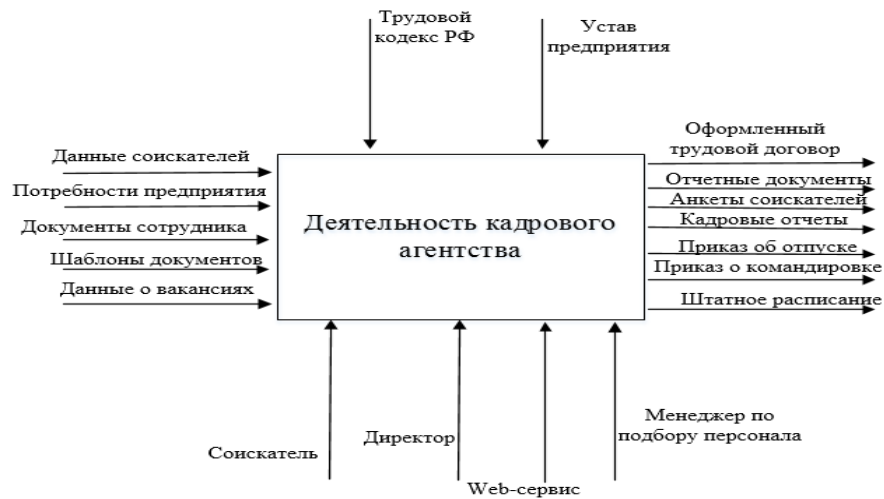 Трудовой
кодекс РФ
Устав
предприятия
Данные соискателей
Потребности предприятия
Документы сотрудника
Шаблоны документов
Данные о вакансиях
Деятельность кадрового
агентства
Оформленный
трудовой договор
Отчетные документы
Анкеты соискателей
Кадровые отчеты
Приказ об отпуске
Приказ о командировке
Штатное расписание
Соискатель
Директор
Web-сервис
Менеджер по
подбору персонала